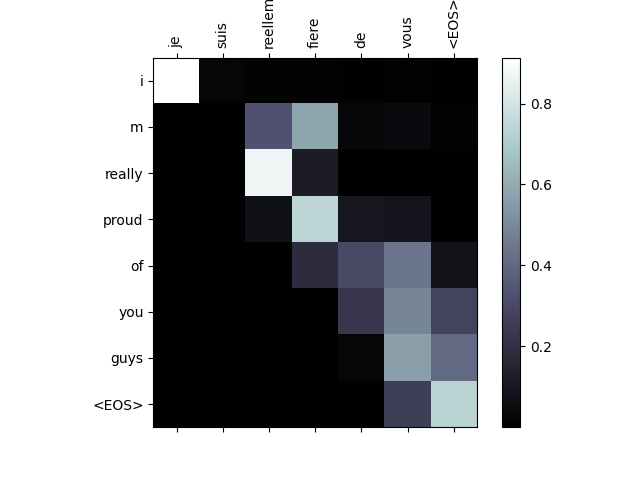 je
suis
reellem
fiere
de
vous
<EOS>
i
m
really
proud
of
you
guys
<EOS>
0.8
0.6
0.4
0.2